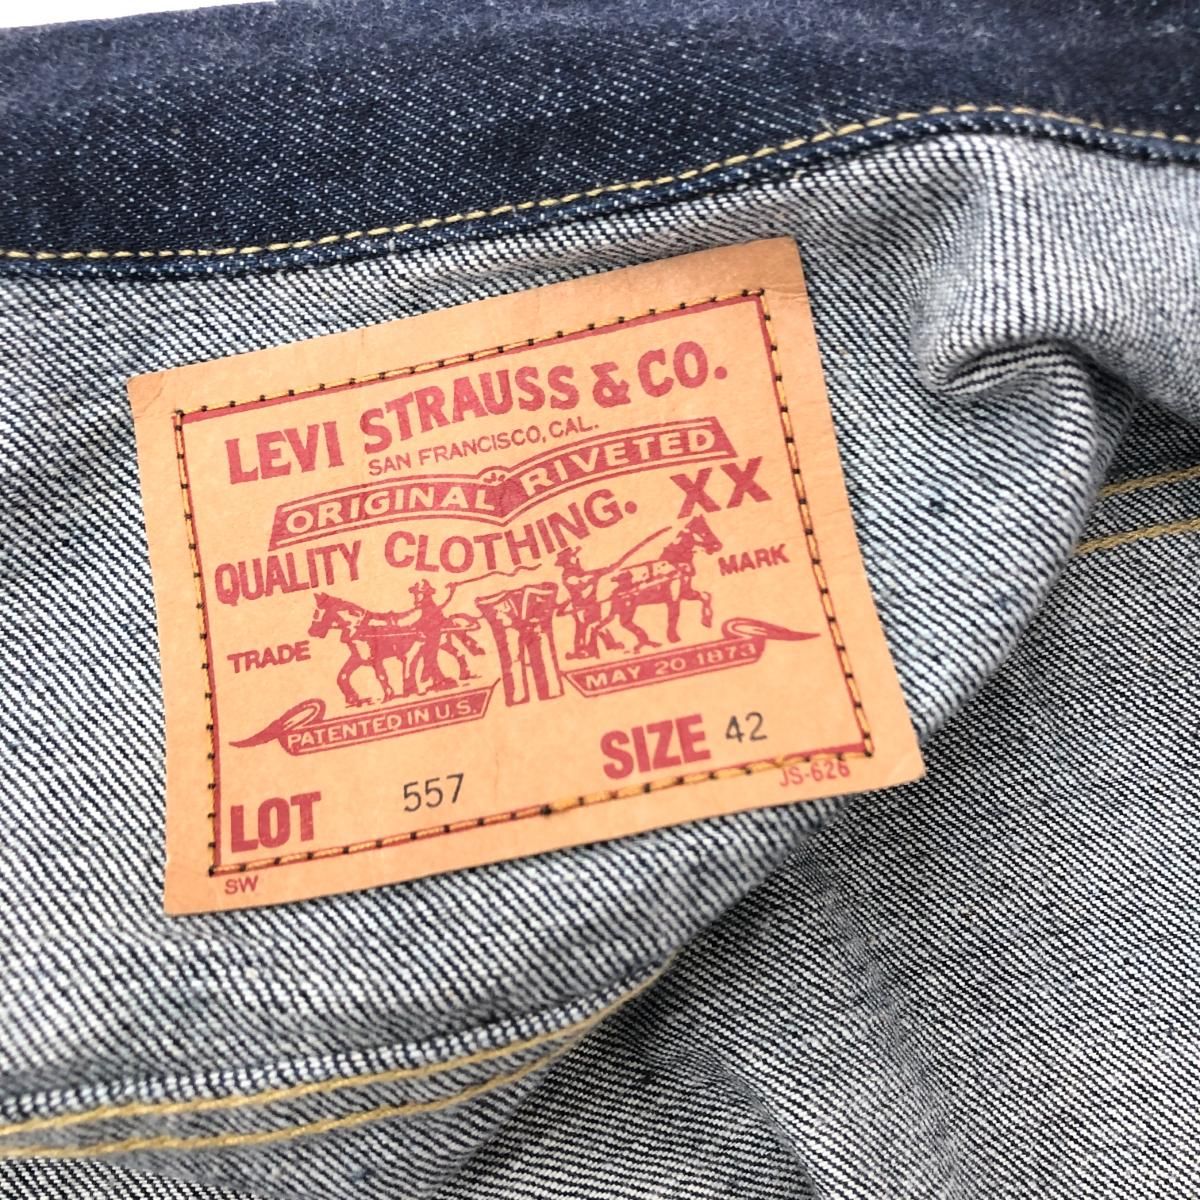 LEVI STRAUSS & CO.
SAN FRANCISCO, CAL.
ORIGINAL RIVETED
QUALITY CLOTHING. XX
TRADE MARK
PATENTED IN U.S. MAY 20 1873
LOT 557 SIZE 42
SW JS-626